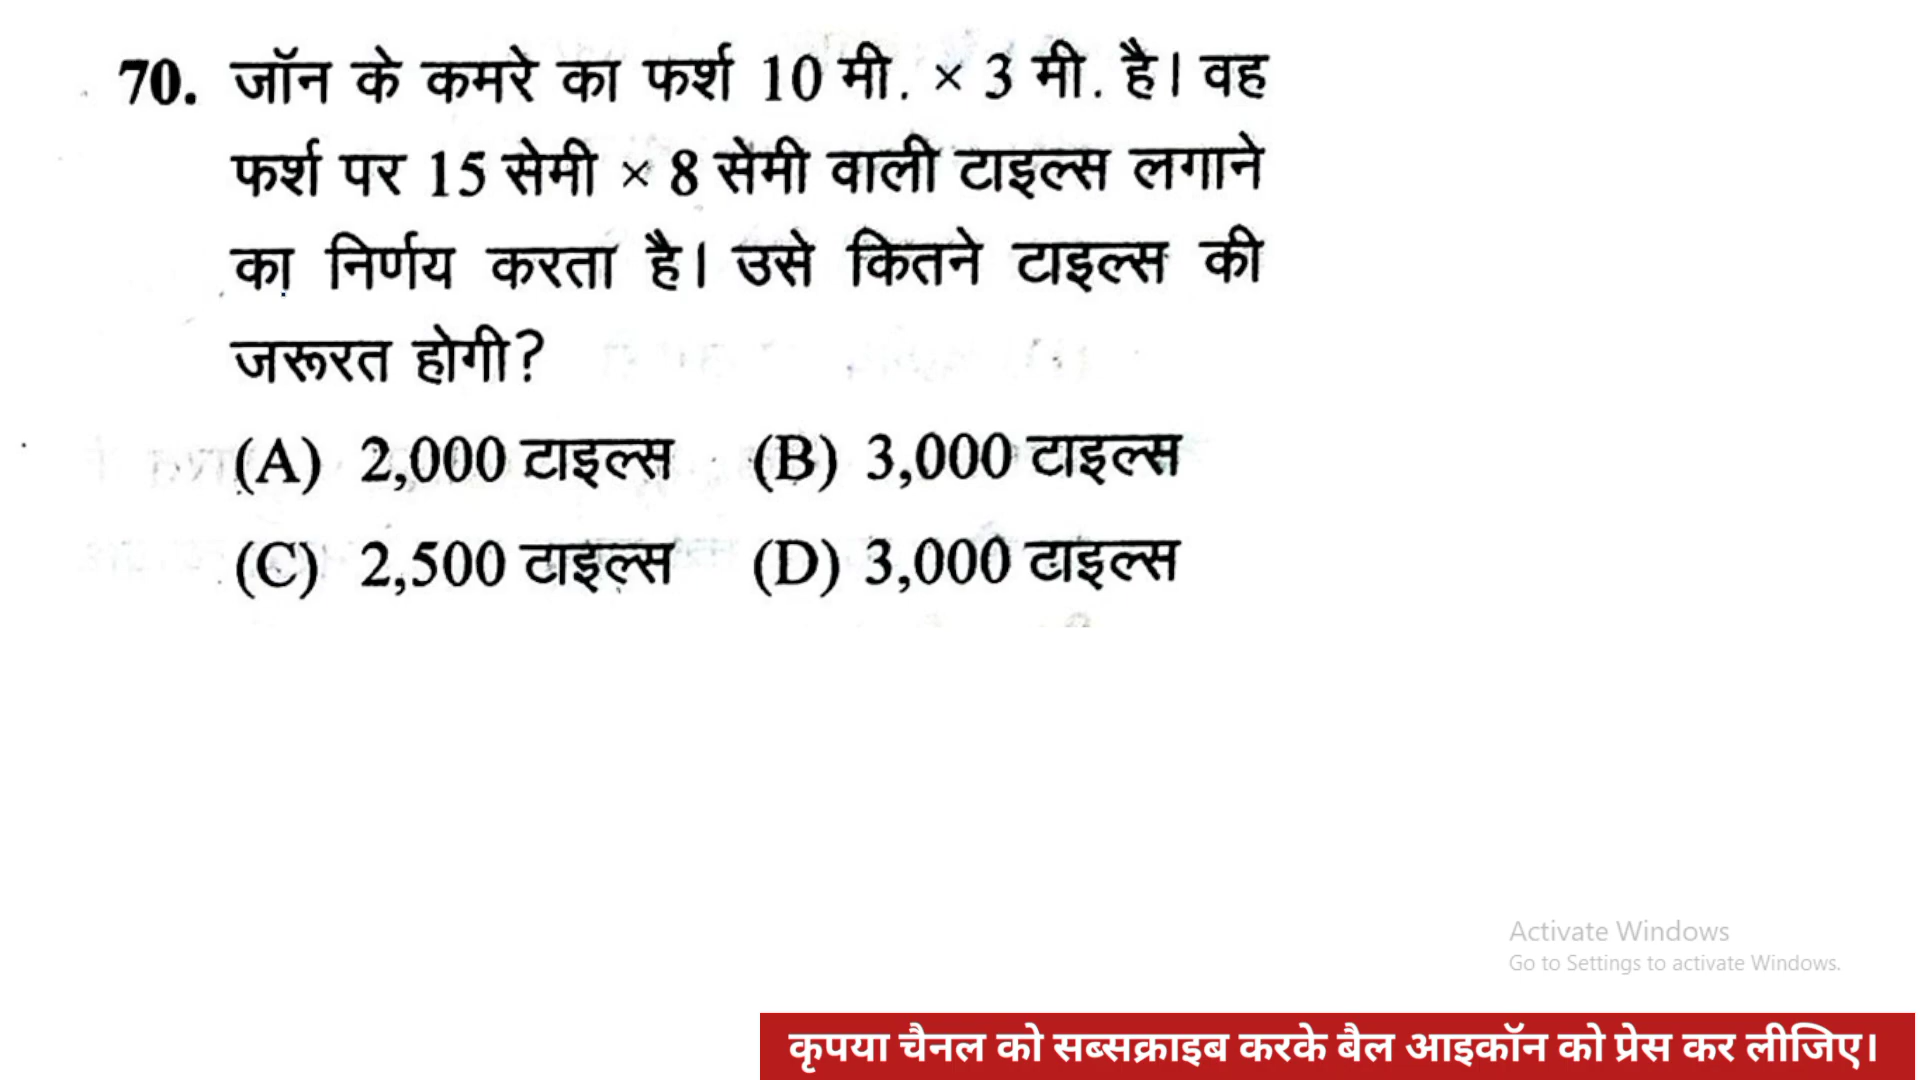 70. जॉन के कमरे का फर्श 10 मी. × 3 मी. है। वह
फर्श पर 15 सेमी × 8 सेमी वाली टाइल्स लगाने
का निर्णय करता है। उसे कितने टाइल्स की
जरूरत होगी?
(A) 2,000 टाइल्स (B) 3,000 टाइल्स
(C) 2,500 टाइल्स (D) 3,000 टाइल्स
Activate Windows
Go to Settings to activate Windows.
कृपया चैनल को सब्सक्राइब करके बैल आइकॉन को प्रेस कर लीजिए।